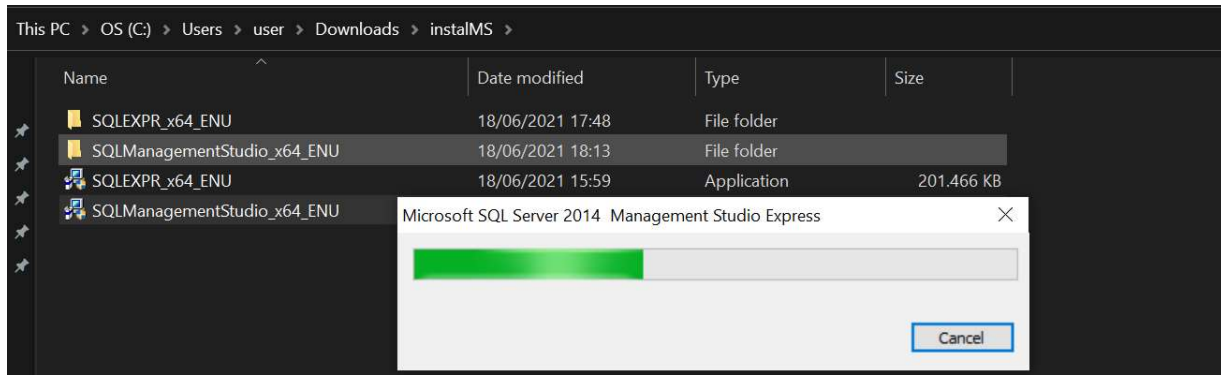 This PC > OS (C:) > Users > user > Downloads > instalMS >
Name Date modified Type Size
SQLEXPR_x64_ENU 18/06/2021 17:48 File folder
SQLManagementStudio_x64_ENU 18/06/2021 18:13 File folder
SQLEXPR_x64_ENU 18/06/2021 15:59 Application 201.466 KB
SQLManagementStudio_x64_ENU
Microsoft SQL Server 2014 Management Studio Express
Cancel